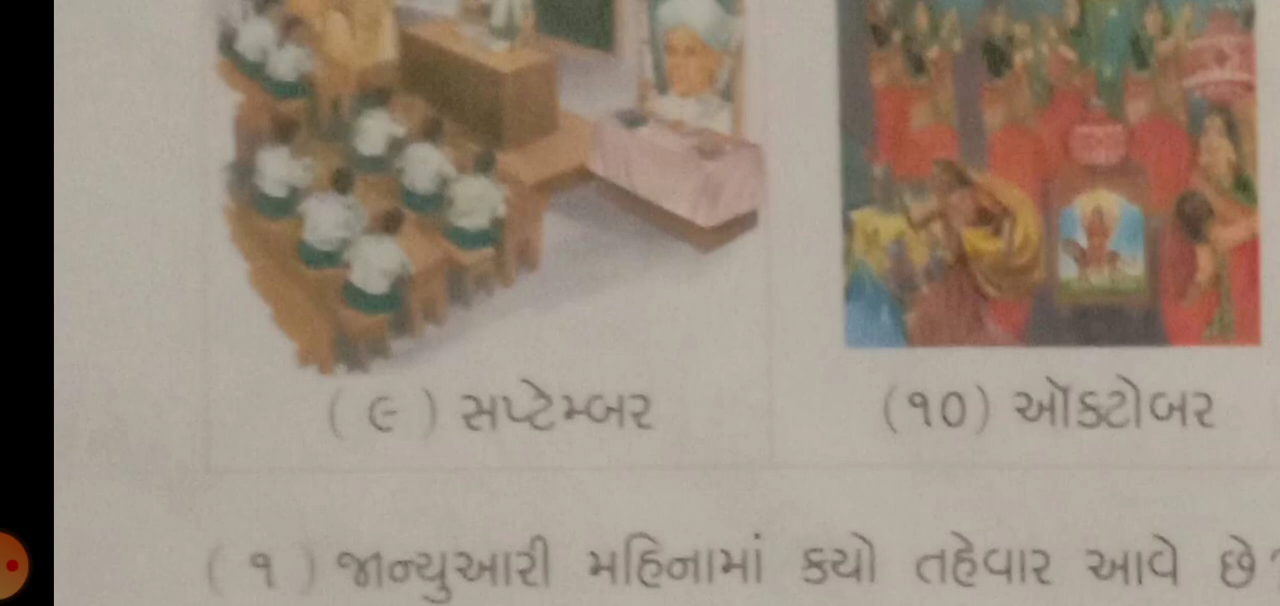 (૯) સપ્ટેમ્બર
(૧૦) ઑક્ટોબર
(૧) જાન્યુઆરી મહિનામાં કયો તહેવાર આવે છે?